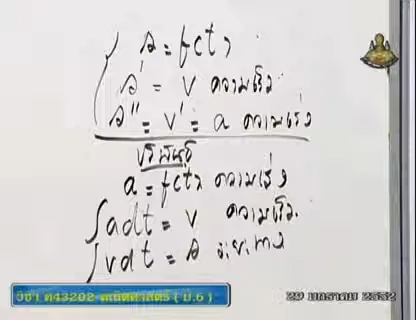 s = f(t)
s' = v ความเร็ว
s'' = v' = a ความเร่ง
ปริพันธ์
a = f(t) ความเร่ง
∫adt = v ความเร็ว
∫vdt = s ระยะทาง
วิชา ค43202 คณิตศาสตร์ ( ม.6 )
29 มกราคม 2552